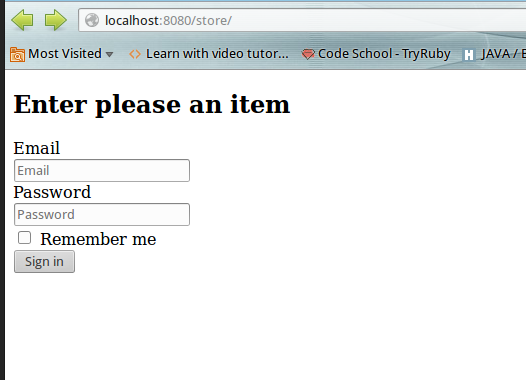 localhost:8080/store/
Most Visited Learn with video tutor... Code School - TryRuby H JAVA /
Enter please an item
Email
Email
Password
Password
Remember me
Sign in